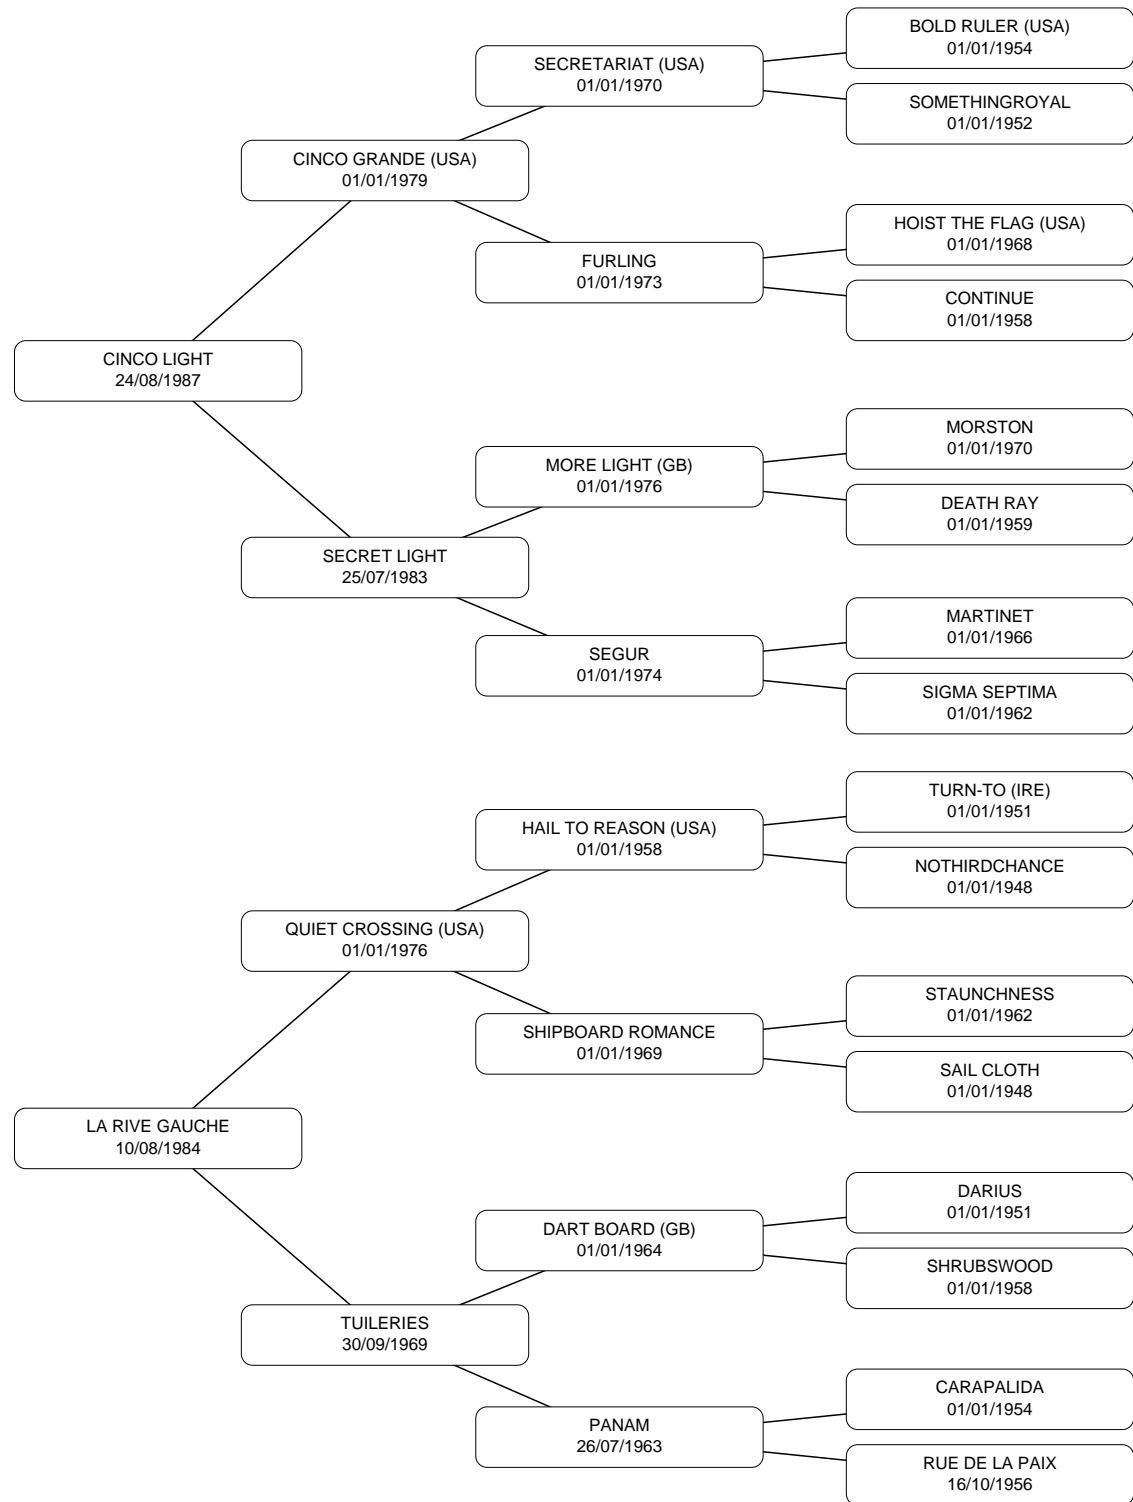 BOLD RULER (USA)
01/01/1954
SECRETARIAT (USA)
01/01/1970
SOMETHINGROYAL
01/01/1952
CINCO GRANDE (USA)
01/01/1979
HOIST THE FLAG (USA)
01/01/1968
FURLING
01/01/1973
CONTINUE
01/01/1958
CINCO LIGHT
24/08/1987
MORSTON
01/01/1970
MORE LIGHT (GB)
01/01/1976
DEATH RAY
01/01/1959
SECRET LIGHT
25/07/1983
MARTINET
01/01/1966
SEGUR
01/01/1974
SIGMA SEPTIMA
01/01/1962
TURN-TO (IRE)
01/01/1951
HAIL TO REASON (USA)
01/01/1958
NOTHIRDCHANCE
01/01/1948
QUIET CROSSING (USA)
01/01/1976
STAUNCHNESS
01/01/1962
SHIPBOARD ROMANCE
01/01/1969
SAIL CLOTH
01/01/1948
LA RIVE GAUCHE
10/08/1984
DARIUS
01/01/1951
DART BOARD (GB)
01/01/1964
SHRUBSWOOD
01/01/1958
TUILERIES
30/09/1969
CARAPALIDA
01/01/1954
PANAM
26/07/1963
RUE DE LA PAIX
16/10/1956